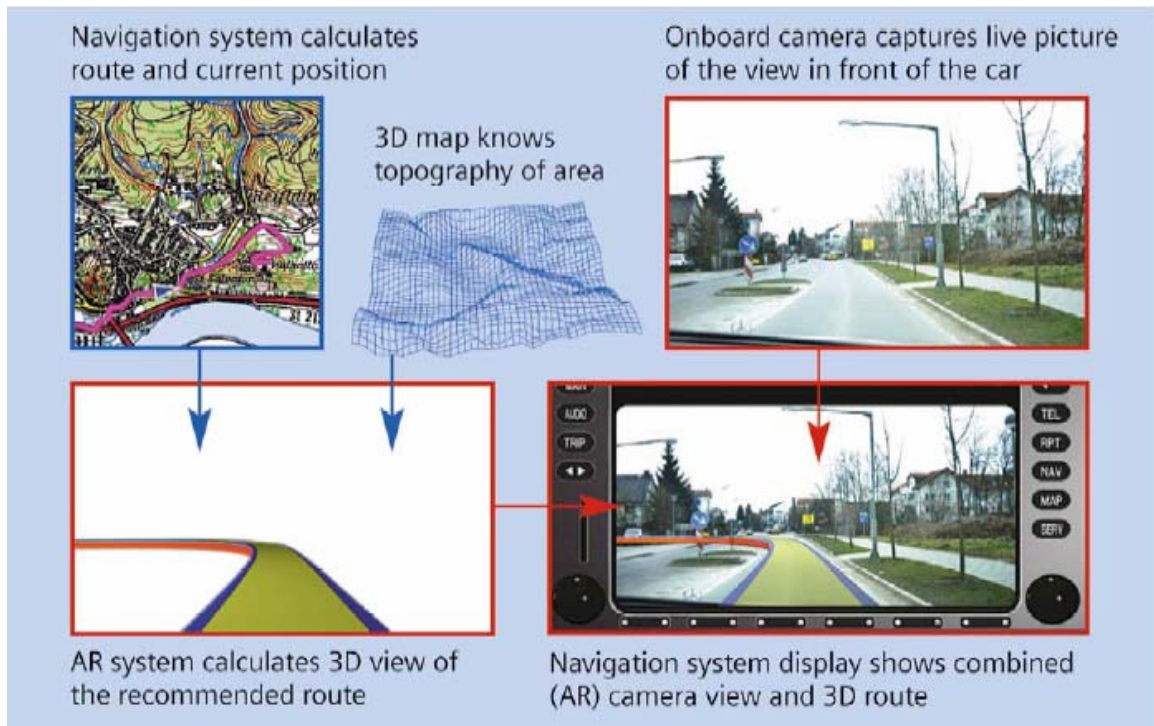 Navigation system calculates
route and current position
Onboard camera captures live picture
of the view in front of the car
3D map knows
topography of area
AUDIO
TRIP
TEL
RPT
NAV
MAP
SERV
AR system calculates 3D view of
the recommended route
Navigation system display shows combined
(AR) camera view and 3D route